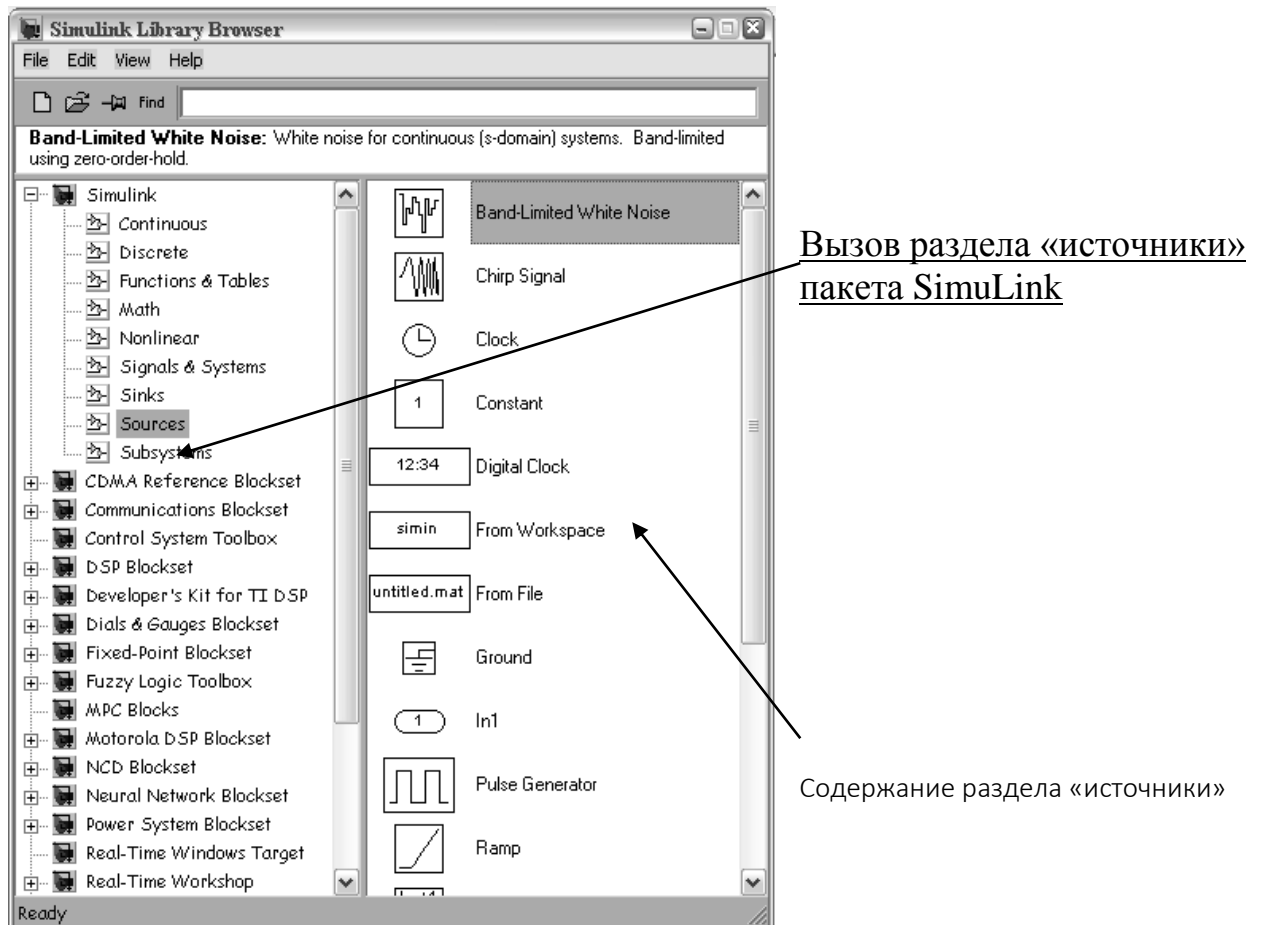 Simulink Library Browser
File Edit View Help
Find
Band-Limited White Noise: White noise for continuous (s-domain) systems. Band-limited
using zero-order-hold.
Simulink
Continuous
Discrete
Functions & Tables
Math
Nonlinear
Signals & Systems
Sinks
Sources
Subsystems
CDMA Reference Blockset
Communications Blockset
Control System Toolbox
DSP Blockset
Developer's Kit for TI DSP
Dials & Gauges Blockset
Fixed-Point Blockset
Fuzzy Logic Toolbox
MPC Blocks
Motorola DSP Blockset
NCD Blockset
Neural Network Blockset
Power System Blockset
Real-Time Windows Target
Real-Time Workshop
Band-Limited White Noise
Chirp Signal
Clock
1 Constant
12:34 Digital Clock
simin From Workspace
untitled.mat From File
Ground
1 In1
Pulse Generator
Ramp
Ready
Вызов раздела «источники»
пакета SimuLink
Содержание раздела «источники»